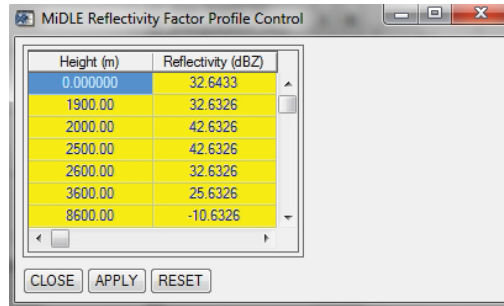 MiDLE Reflectivity Factor Profile Control
Height (m) Reflectivity (dBZ)
0.000000 32.6433
1900.00 32.6326
2000.00 42.6326
2500.00 42.6326
2600.00 32.6326
3600.00 25.6326
8600.00 -10.6326
CLOSE APPLY RESET